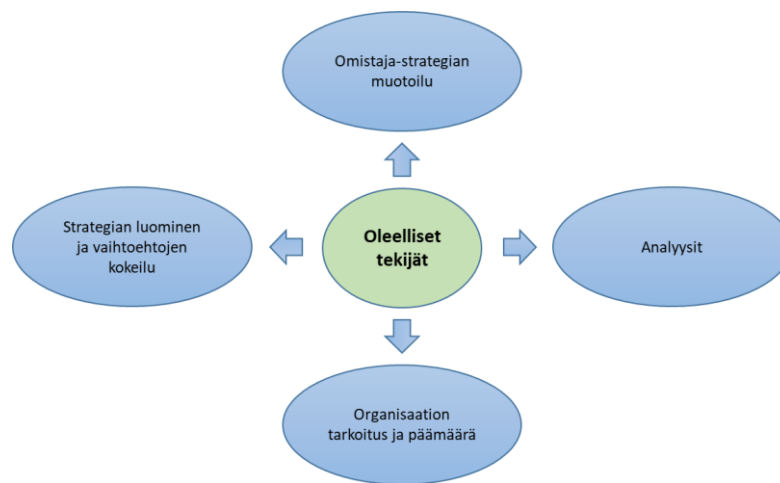 Omistaja-strategian
muotoilu
Strategian luominen
ja vaihtoehtojen
kokeilu
Oleelliset
tekijät
Analyysit
Organisaation
tarkoitus ja päämäärä